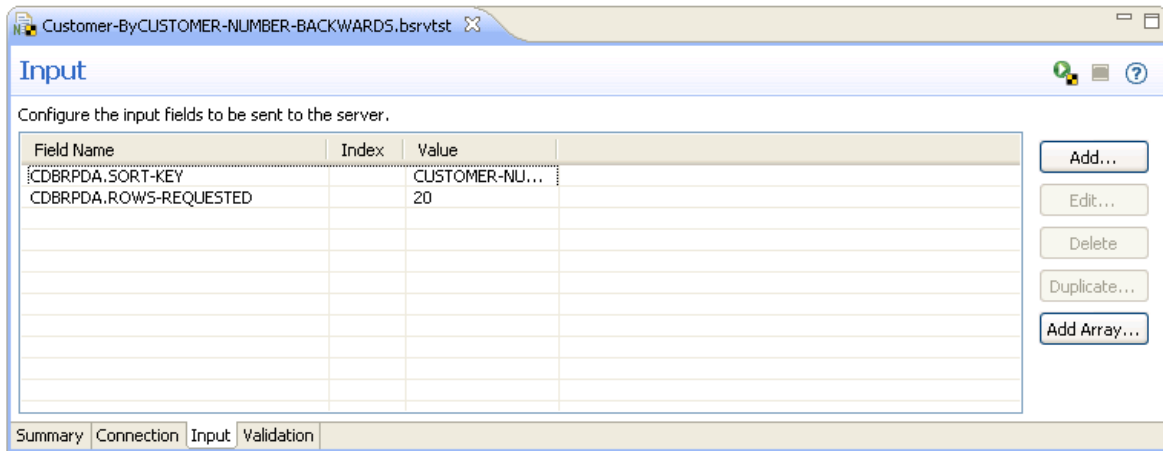 Customer-ByCUSTOMER-NUMBER-BACKWARDS.bsrvtst
Input
Configure the input fields to be sent to the server.
Field Name Index Value
CDBRPDA.SORT-KEY CUSTOMER-NU...
CDBRPDA.ROWS-REQUESTED 20
Add...
Edit...
Delete
Duplicate...
Add Array...
Summary Connection Input Validation